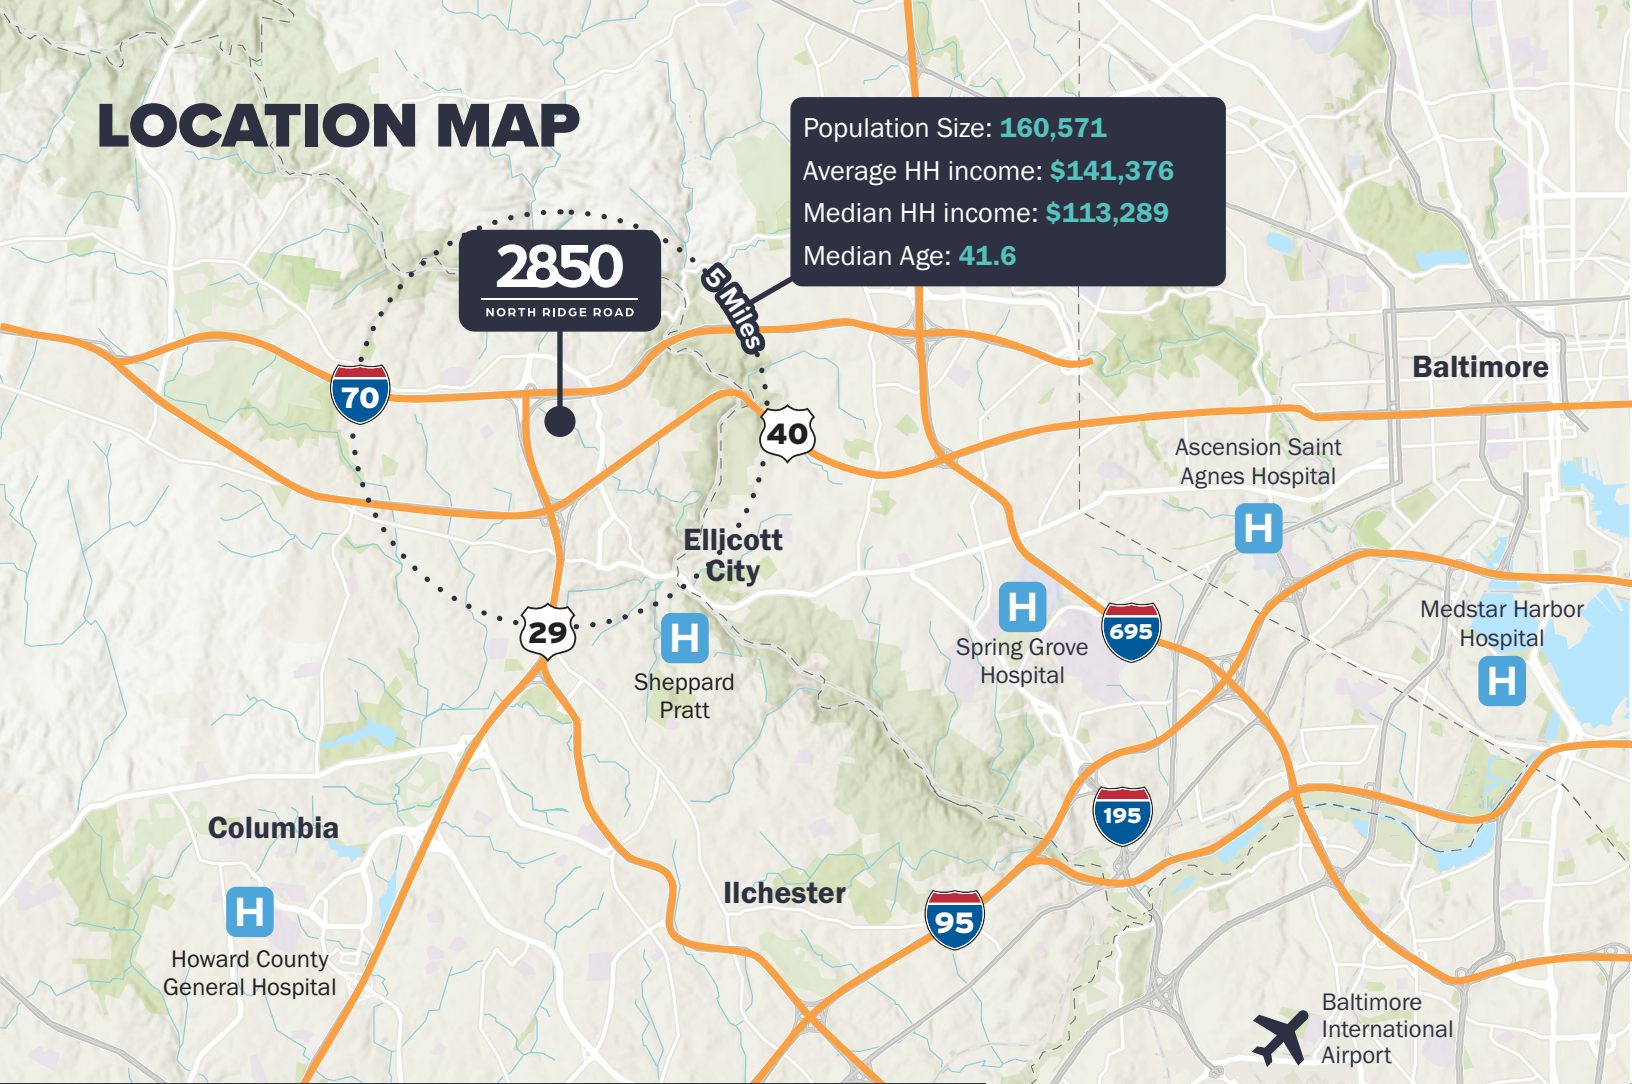 LOCATION MAP
Population Size: 160,571
Average HH income: $141,376
Median HH income: $113,289
Median Age: 41.6
2850
NORTH RIDGE ROAD
5 Miles
70
40
Baltimore
Ascension Saint
Agnes Hospital
H
Ellicott
City
H
Spring Grove
Hospital
695
29
H
Sheppard
Pratt
Medstar Harbor
Hospital
H
195
Columbia
Ilchester
95
H
Howard County
General Hospital
Baltimore
International
Airport